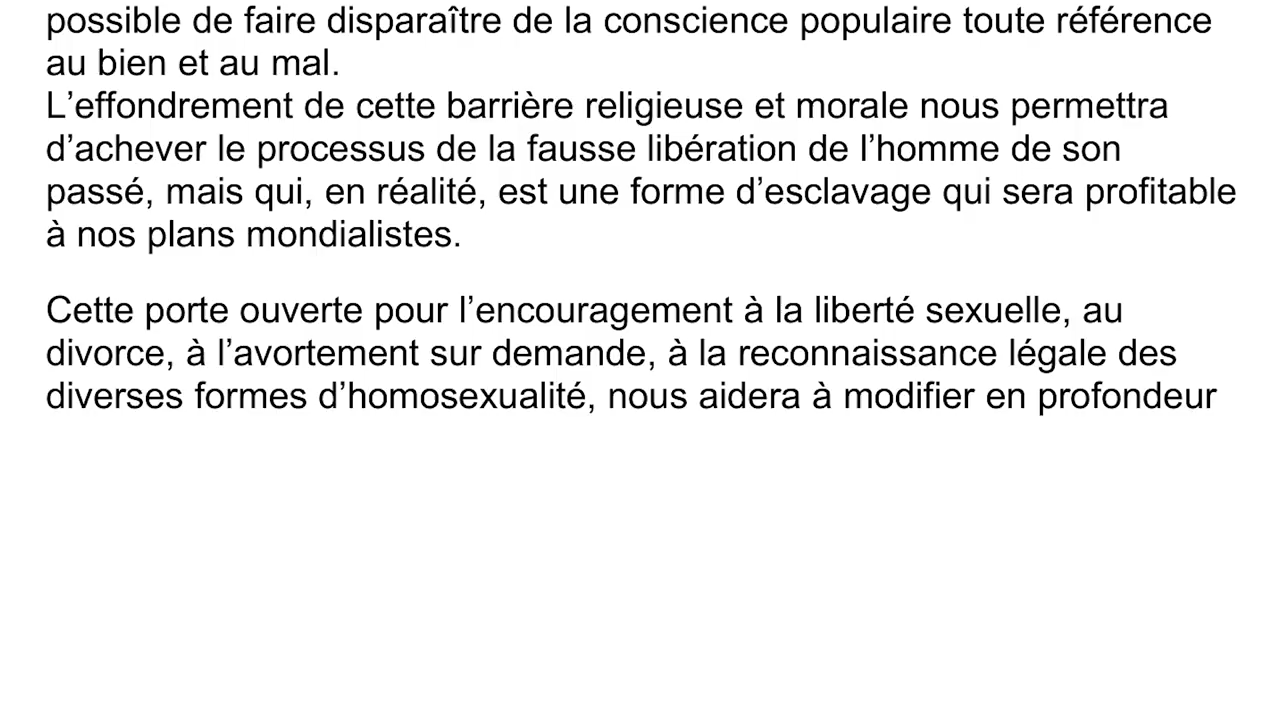 possible de faire disparaître de la conscience populaire toute référence
au bien et au mal.
L’effondrement de cette barrière religieuse et morale nous permettra
d’achever le processus de la fausse libération de l’homme de son
passé, mais qui, en réalité, est une forme d’esclavage qui sera profitable
à nos plans mondialistes.
Cette porte ouverte pour l’encouragement à la liberté sexuelle, au
divorce, à l’avortement sur demande, à la reconnaissance légale des
diverses formes d’homosexualité, nous aidera à modifier en profondeur